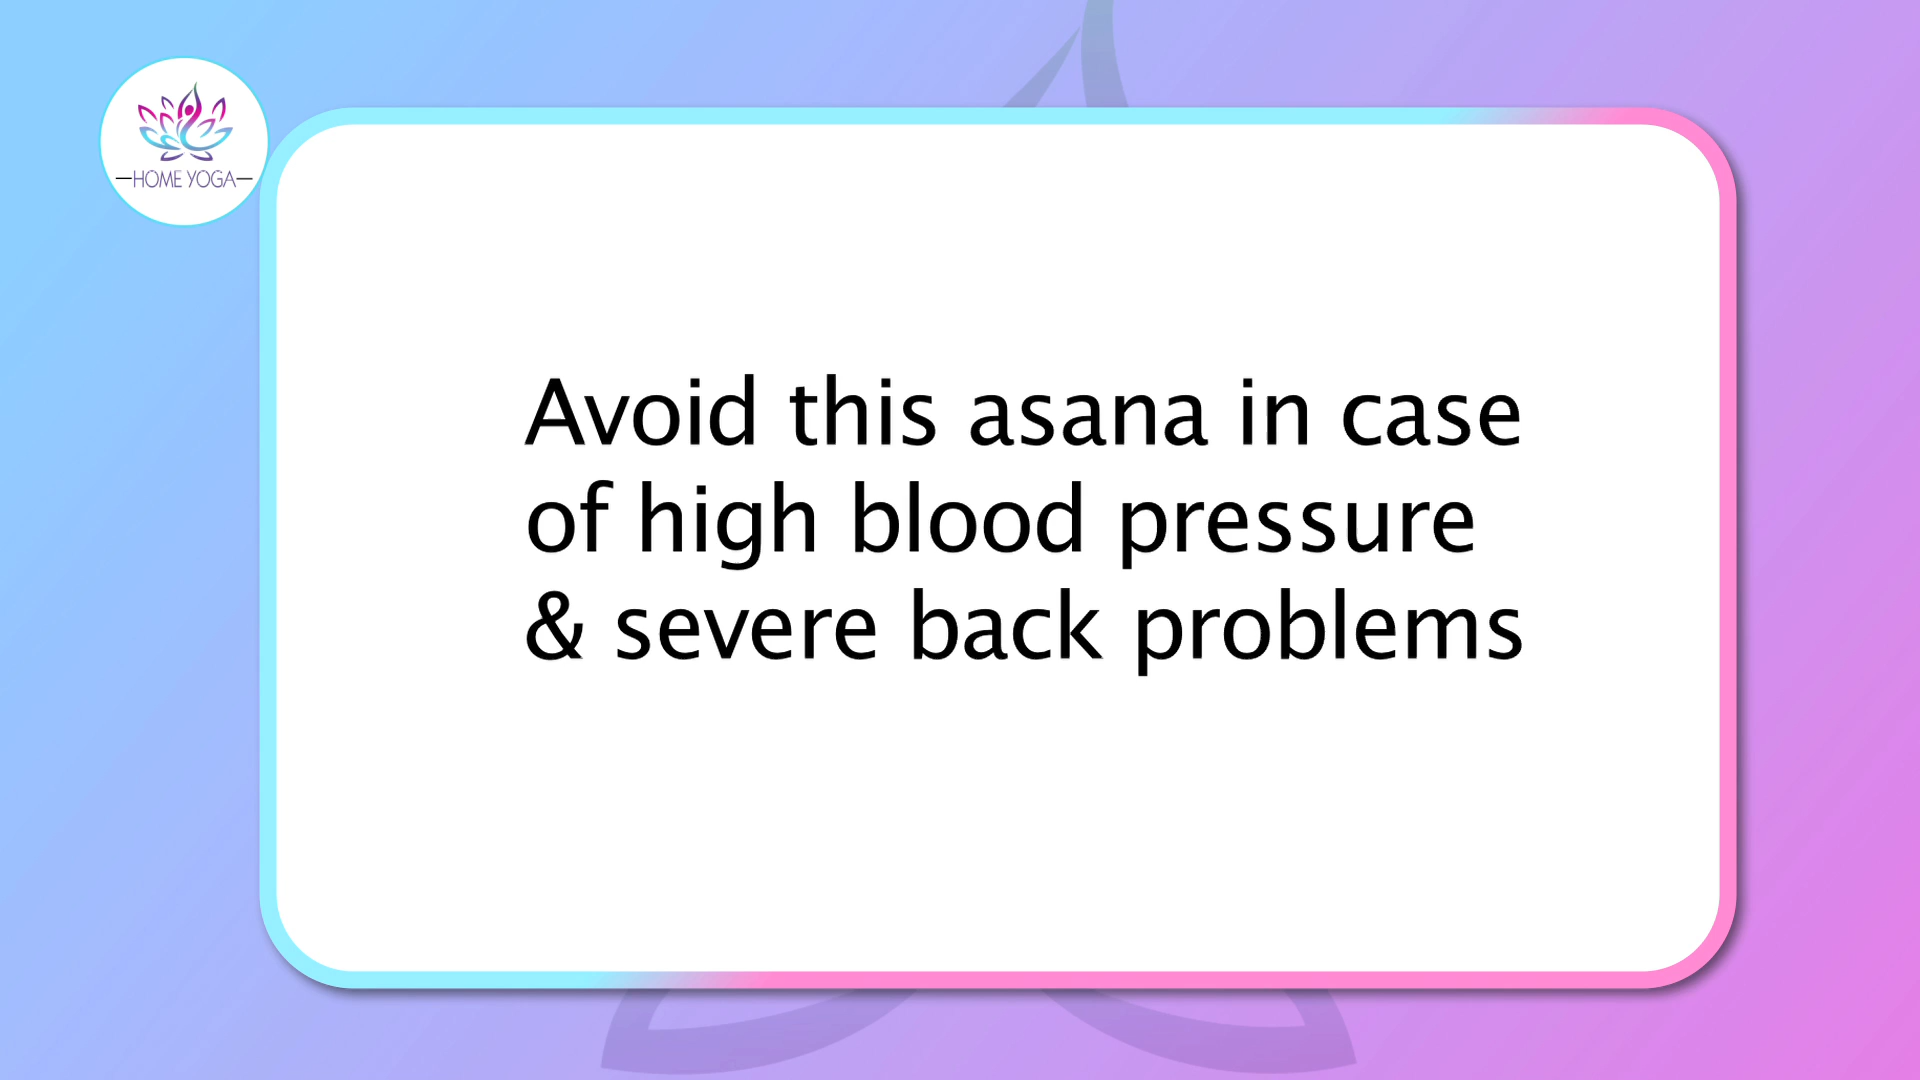 HOME YOGA
Avoid this asana in case
of high blood pressure
& severe back problems